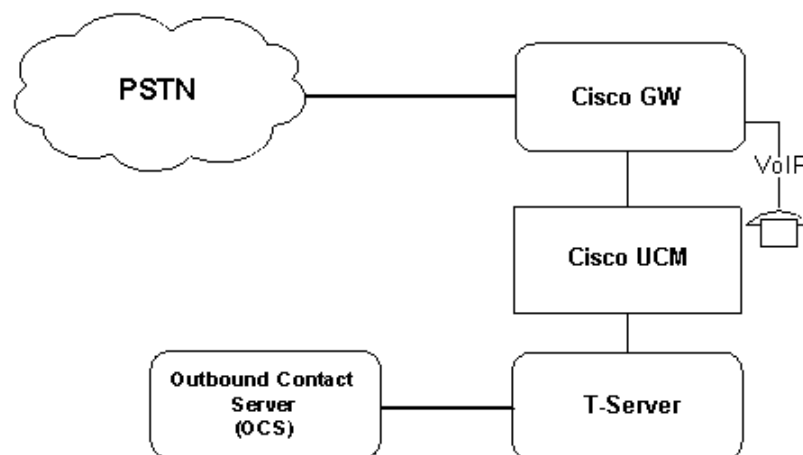 PSTN
Cisco GW
VoIP
Cisco UCM
Outbound Contact
Server
(OCS)
T-Server